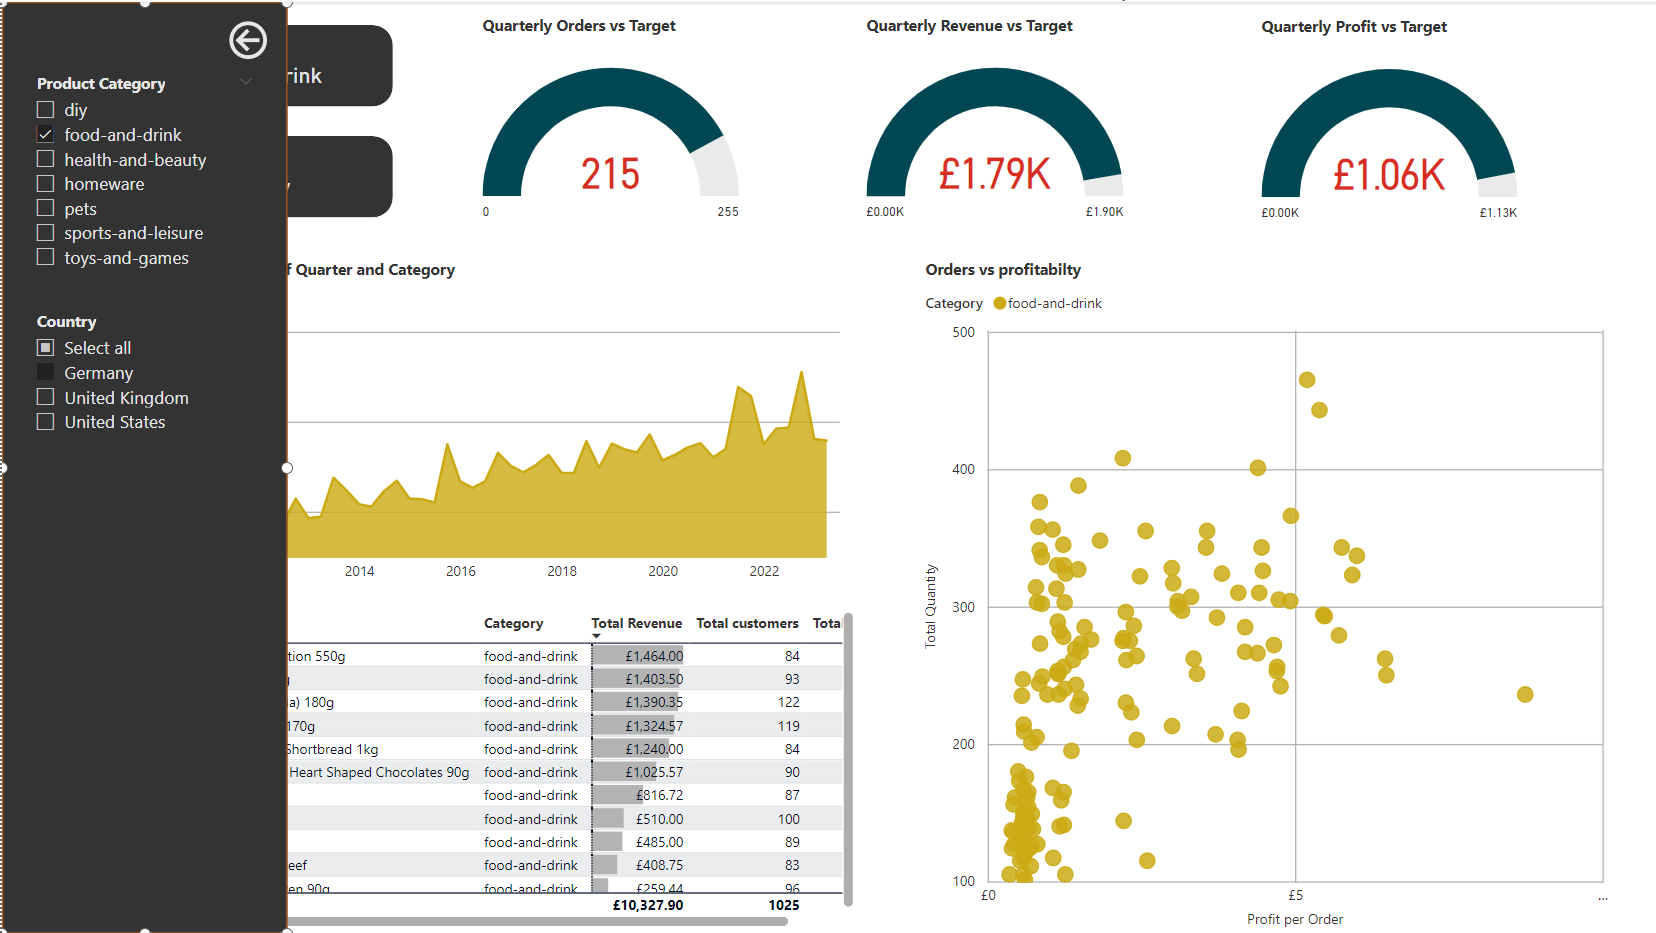 Product Category
diy
food-and-drink
health-and-beauty
homeware
pets
sports-and-leisure
toys-and-games
Country
Select all
Germany
United Kingdom
United States
rink
y
Quarterly Orders vs Target
215
0
255
Quarterly Revenue vs Target
£1.79K
£0.00K
£1.90K
Quarterly Profit vs Target
£1.06K
£0.00K
£1.13K
f Quarter and Category
2014
2016
2018
2020
2022
Orders vs profitabilty
Category food-and-drink
500
400
300
200
100
Total Quantity
£0
£5
...
Profit per Order
Category Total Revenue Total customers Total
tion 550g food-and-drink £1,464.00 84
g food-and-drink £1,403.50 93
a) 180g food-and-drink £1,390.35 122
170g food-and-drink £1,324.57 119
Shortbread 1kg food-and-drink £1,240.00 84
Heart Shaped Chocolates 90g food-and-drink £1,025.57 90
food-and-drink £816.72 87
food-and-drink £510.00 100
food-and-drink £485.00 89
eef food-and-drink £408.75 83
en 90g food-and-drink £259.44 96
£10,327.90 1025